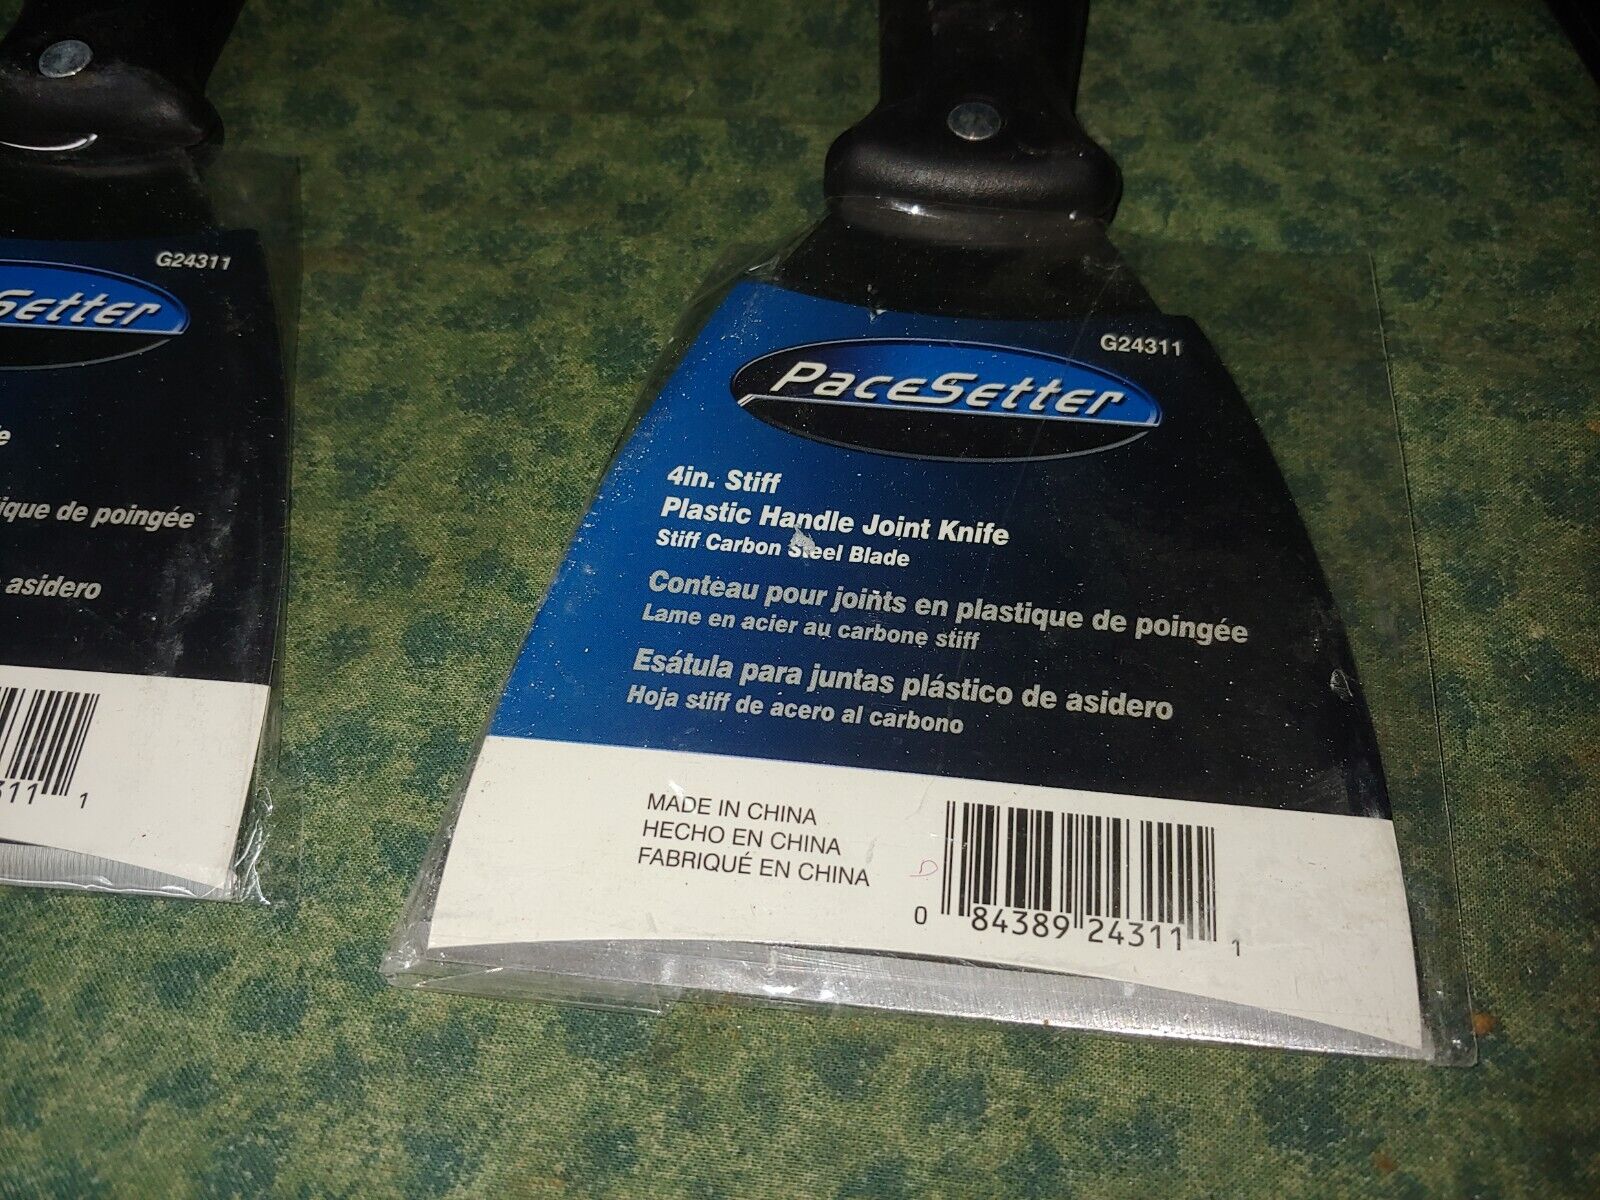 G24311
Setter
e
ique de poingée
asidero
311 1
G24311
PaceSetter
4in. Stiff
Plastic Handle Joint Knife
Stiff Carbon Steel Blade
Conteau pour joints en plastique de poingée
Lame en acier au carbone stiff
Esátula para juntas plástico de asidero
Hoja stiff de acero al carbono
MADE IN CHINA
HECHO EN CHINA
FABRIQUÉ EN CHINA
0 84389 24311 1